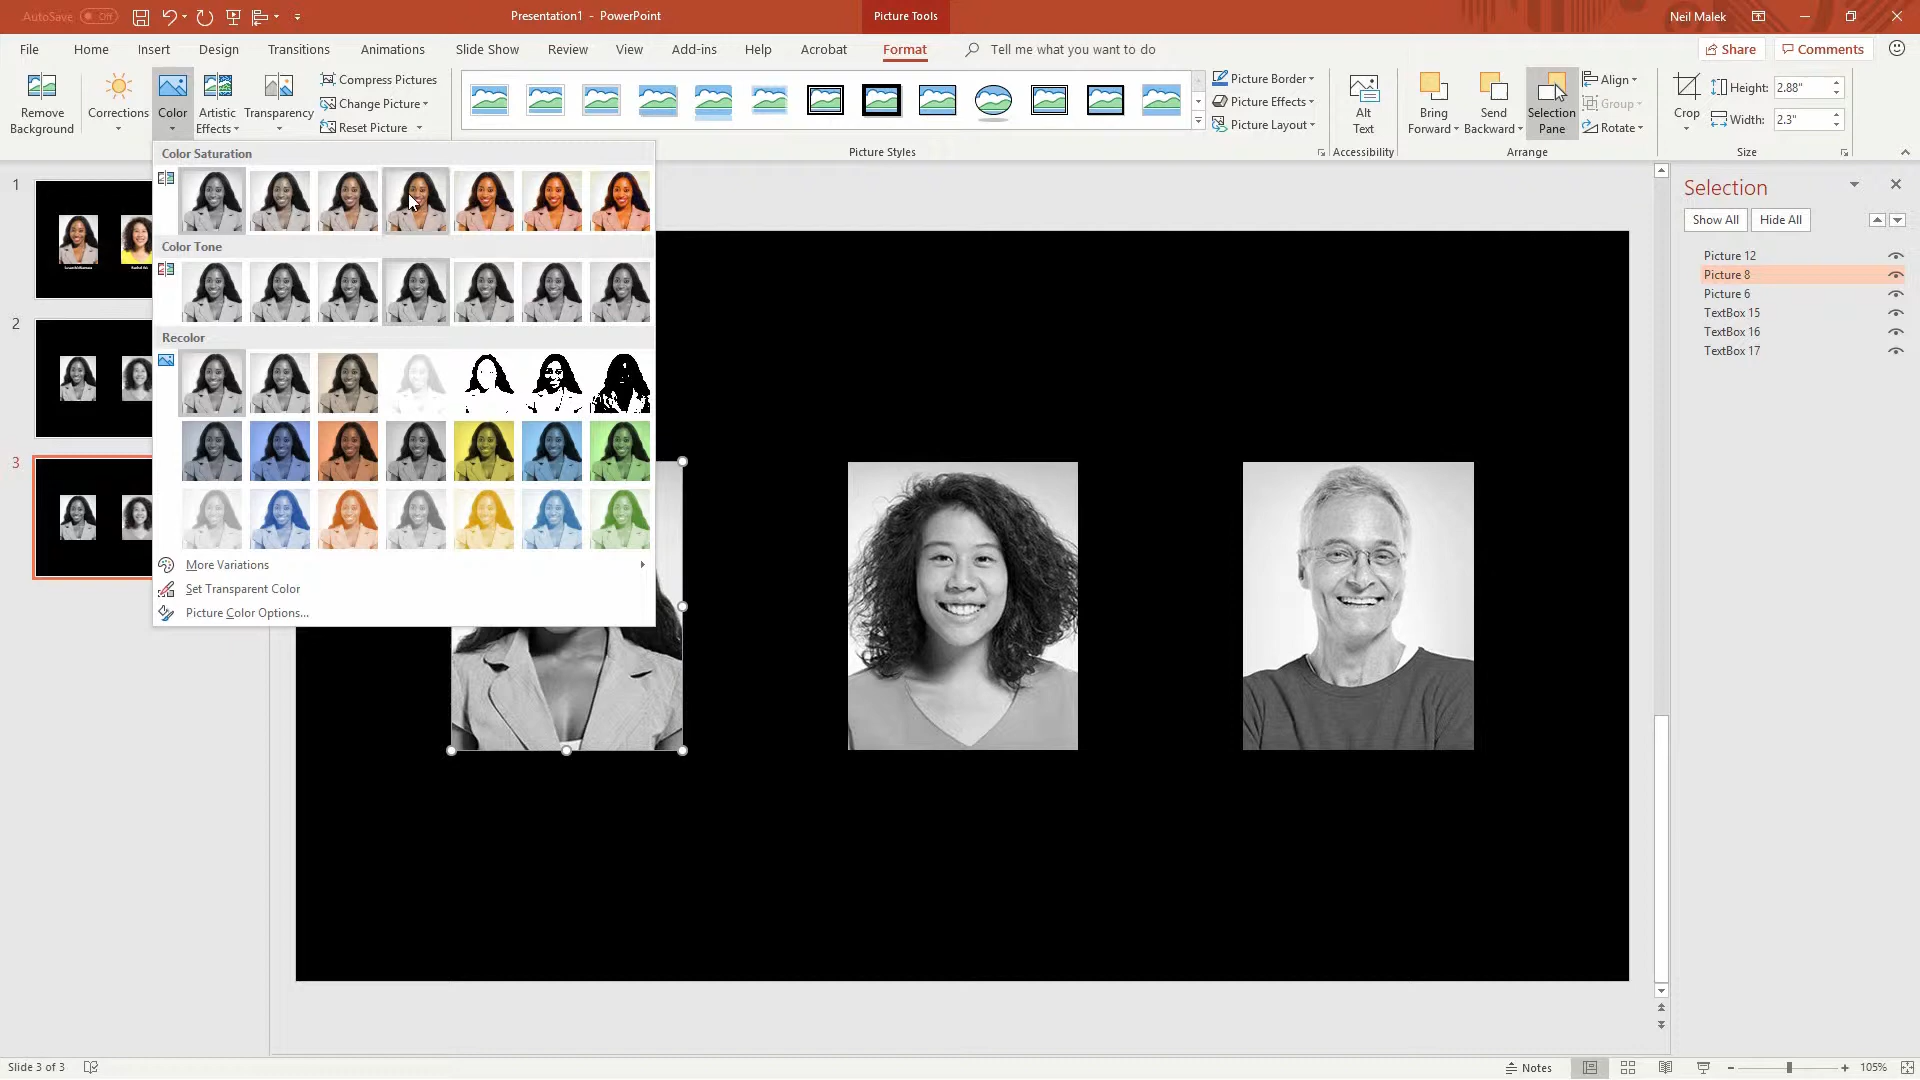 AutoSave Off
Presentation1 - PowerPoint
Picture Tools
Neil Malek
File Home Insert Design Transitions Animations Slide Show Review View Add-ins Help Acrobat Format Tell me what you want to do
Share Comments
Remove Background
Corrections
Color
Artistic Effects
Transparency
Compress Pictures
Change Picture
Reset Picture
Picture Border
Picture Effects
Picture Layout
Alt Text
Bring Forward
Send Backward
Selection Pane
Align
Group
Rotate
Crop
Height: 2.88"
Width: 2.3"
Picture Styles
Accessibility
Arrange
Size
Color Saturation
Color Tone
Recolor
More Variations
Set Transparent Color
Picture Color Options...
1
2
3
Selection
Show All Hide All
Picture 12
Picture 8
Picture 6
TextBox 15
TextBox 16
TextBox 17
Slide 3 of 3
Notes
105%